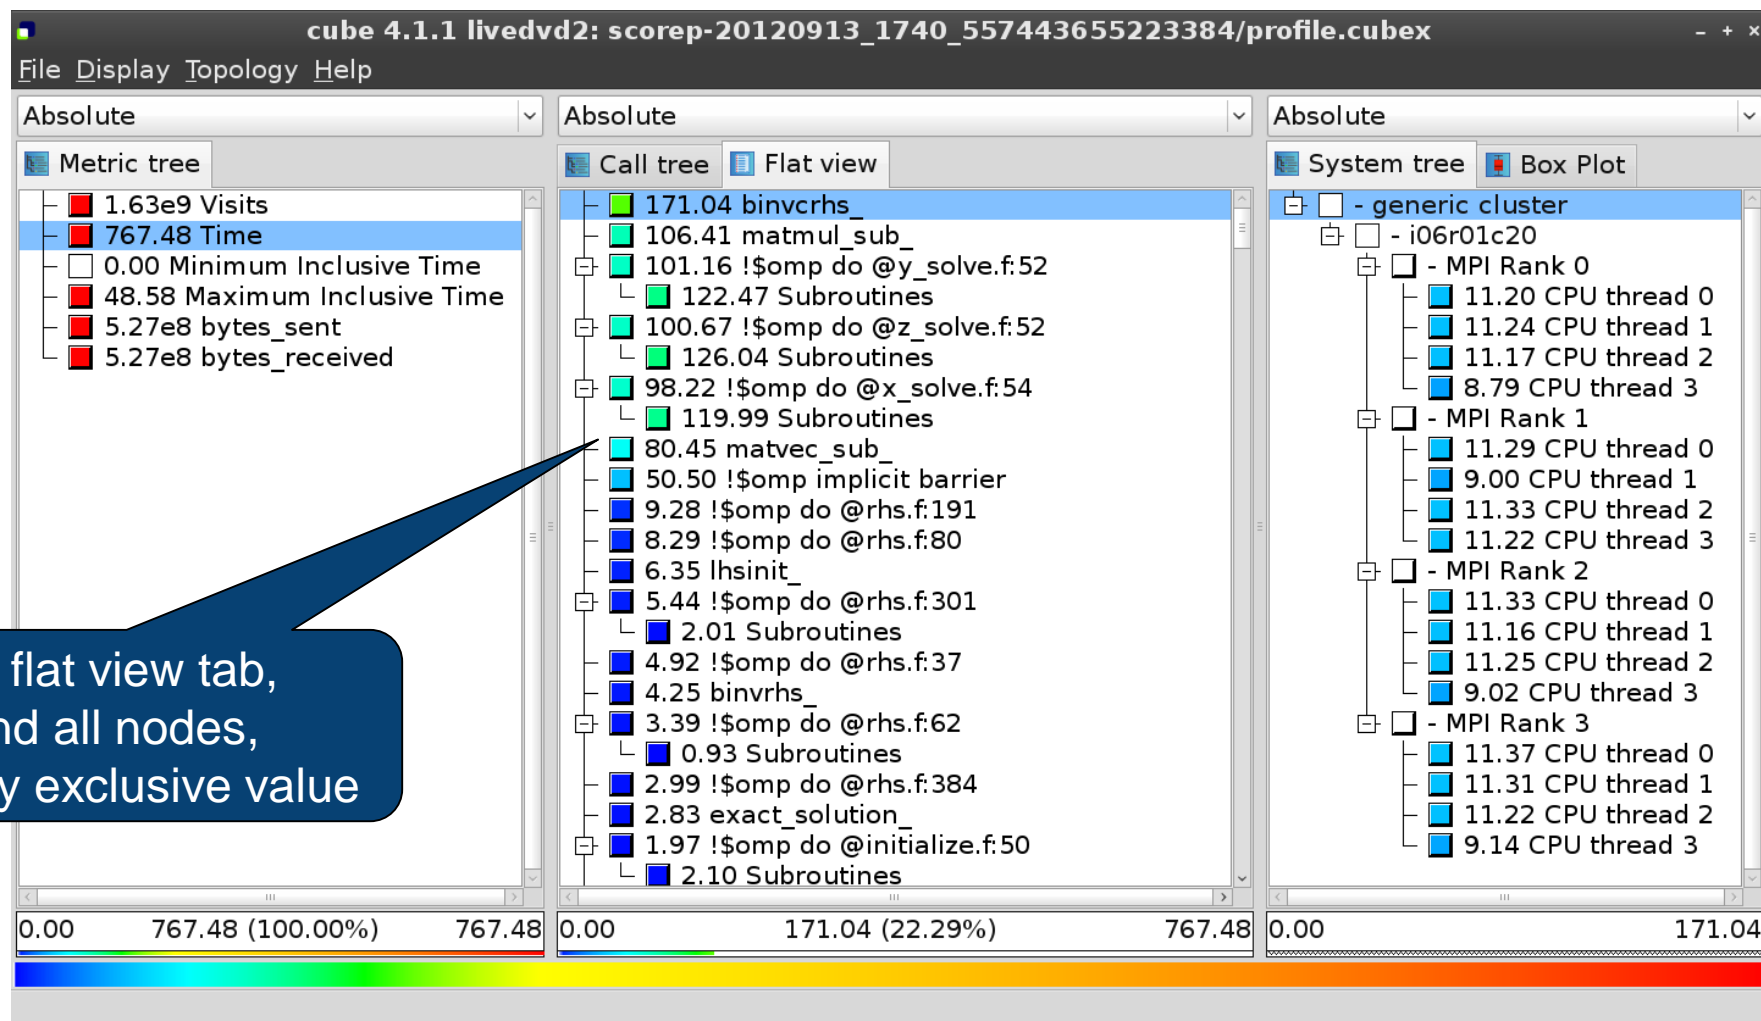 cube 4.1.1 livedvd2: scorep-20120913_1740_557443655223384/profile.cubex
File Display Topology Help
Absolute
Metric tree
1.63e9 Visits
767.48 Time
0.00 Minimum Inclusive Time
48.58 Maximum Inclusive Time
5.27e8 bytes_sent
5.27e8 bytes_received
flat view tab,
nd all nodes,
y exclusive value
0.00 767.48 (100.00%) 767.48
Absolute
Call tree Flat view
171.04 binvcrhs_
106.41 matmul_sub_
101.16 !$omp do @y_solve.f:52
122.47 Subroutines
100.67 !$omp do @z_solve.f:52
126.04 Subroutines
98.22 !$omp do @x_solve.f:54
119.99 Subroutines
80.45 matvec_sub_
50.50 !$omp implicit barrier
9.28 !$omp do @rhs.f:191
8.29 !$omp do @rhs.f:80
6.35 lhsinit_
5.44 !$omp do @rhs.f:301
2.01 Subroutines
4.92 !$omp do @rhs.f:37
4.25 binvrhs_
3.39 !$omp do @rhs.f:62
0.93 Subroutines
2.99 !$omp do @rhs.f:384
2.83 exact_solution_
1.97 !$omp do @initialize.f:50
2.10 Subroutines
0.00 171.04 (22.29%) 767.48
Absolute
System tree Box Plot
- generic cluster
- i06r01c20
- MPI Rank 0
11.20 CPU thread 0
11.24 CPU thread 1
11.17 CPU thread 2
8.79 CPU thread 3
- MPI Rank 1
11.29 CPU thread 0
9.00 CPU thread 1
11.33 CPU thread 2
11.22 CPU thread 3
- MPI Rank 2
11.33 CPU thread 0
11.16 CPU thread 1
11.25 CPU thread 2
9.02 CPU thread 3
- MPI Rank 3
11.37 CPU thread 0
11.31 CPU thread 1
11.22 CPU thread 2
9.14 CPU thread 3
0.00 171.04